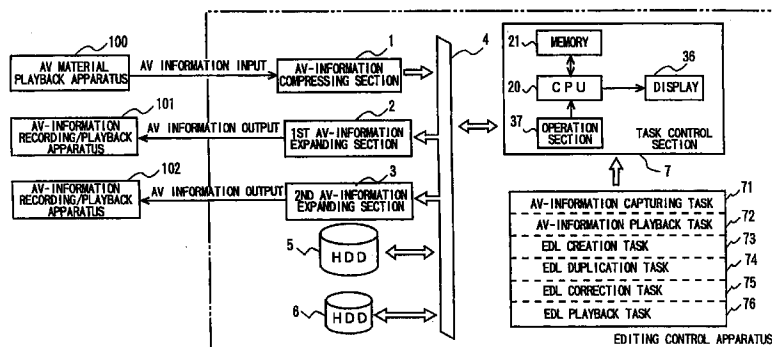 100
AV MATERIAL
PLAYBACK APPARATUS
AV INFORMATION INPUT
1
AV-INFORMATION
COMPRESSING SECTION
4
101
AV-INFORMATION
RECORDING/PLAYBACK
APPARATUS
AV INFORMATION OUTPUT
2
1ST AV-INFORMATION
EXPANDING SECTION
102
AV-INFORMATION
RECORDING/PLAYBACK
APPARATUS
AV INFORMATION OUTPUT
3
2ND AV-INFORMATION
EXPANDING SECTION
5
HDD
6
HDD
21
MEMORY
20
CPU
36
DISPLAY
37
OPERATION
SECTION
TASK CONTROL
SECTION
7
AV-INFORMATION CAPTURING TASK
71
AV-INFORMATION PLAYBACK TASK
72
EDL CREATION TASK
73
EDL DUPLICATION TASK
74
EDL CORRECTION TASK
75
EDL PLAYBACK TASK
76
EDITING CONTROL APPARATUS